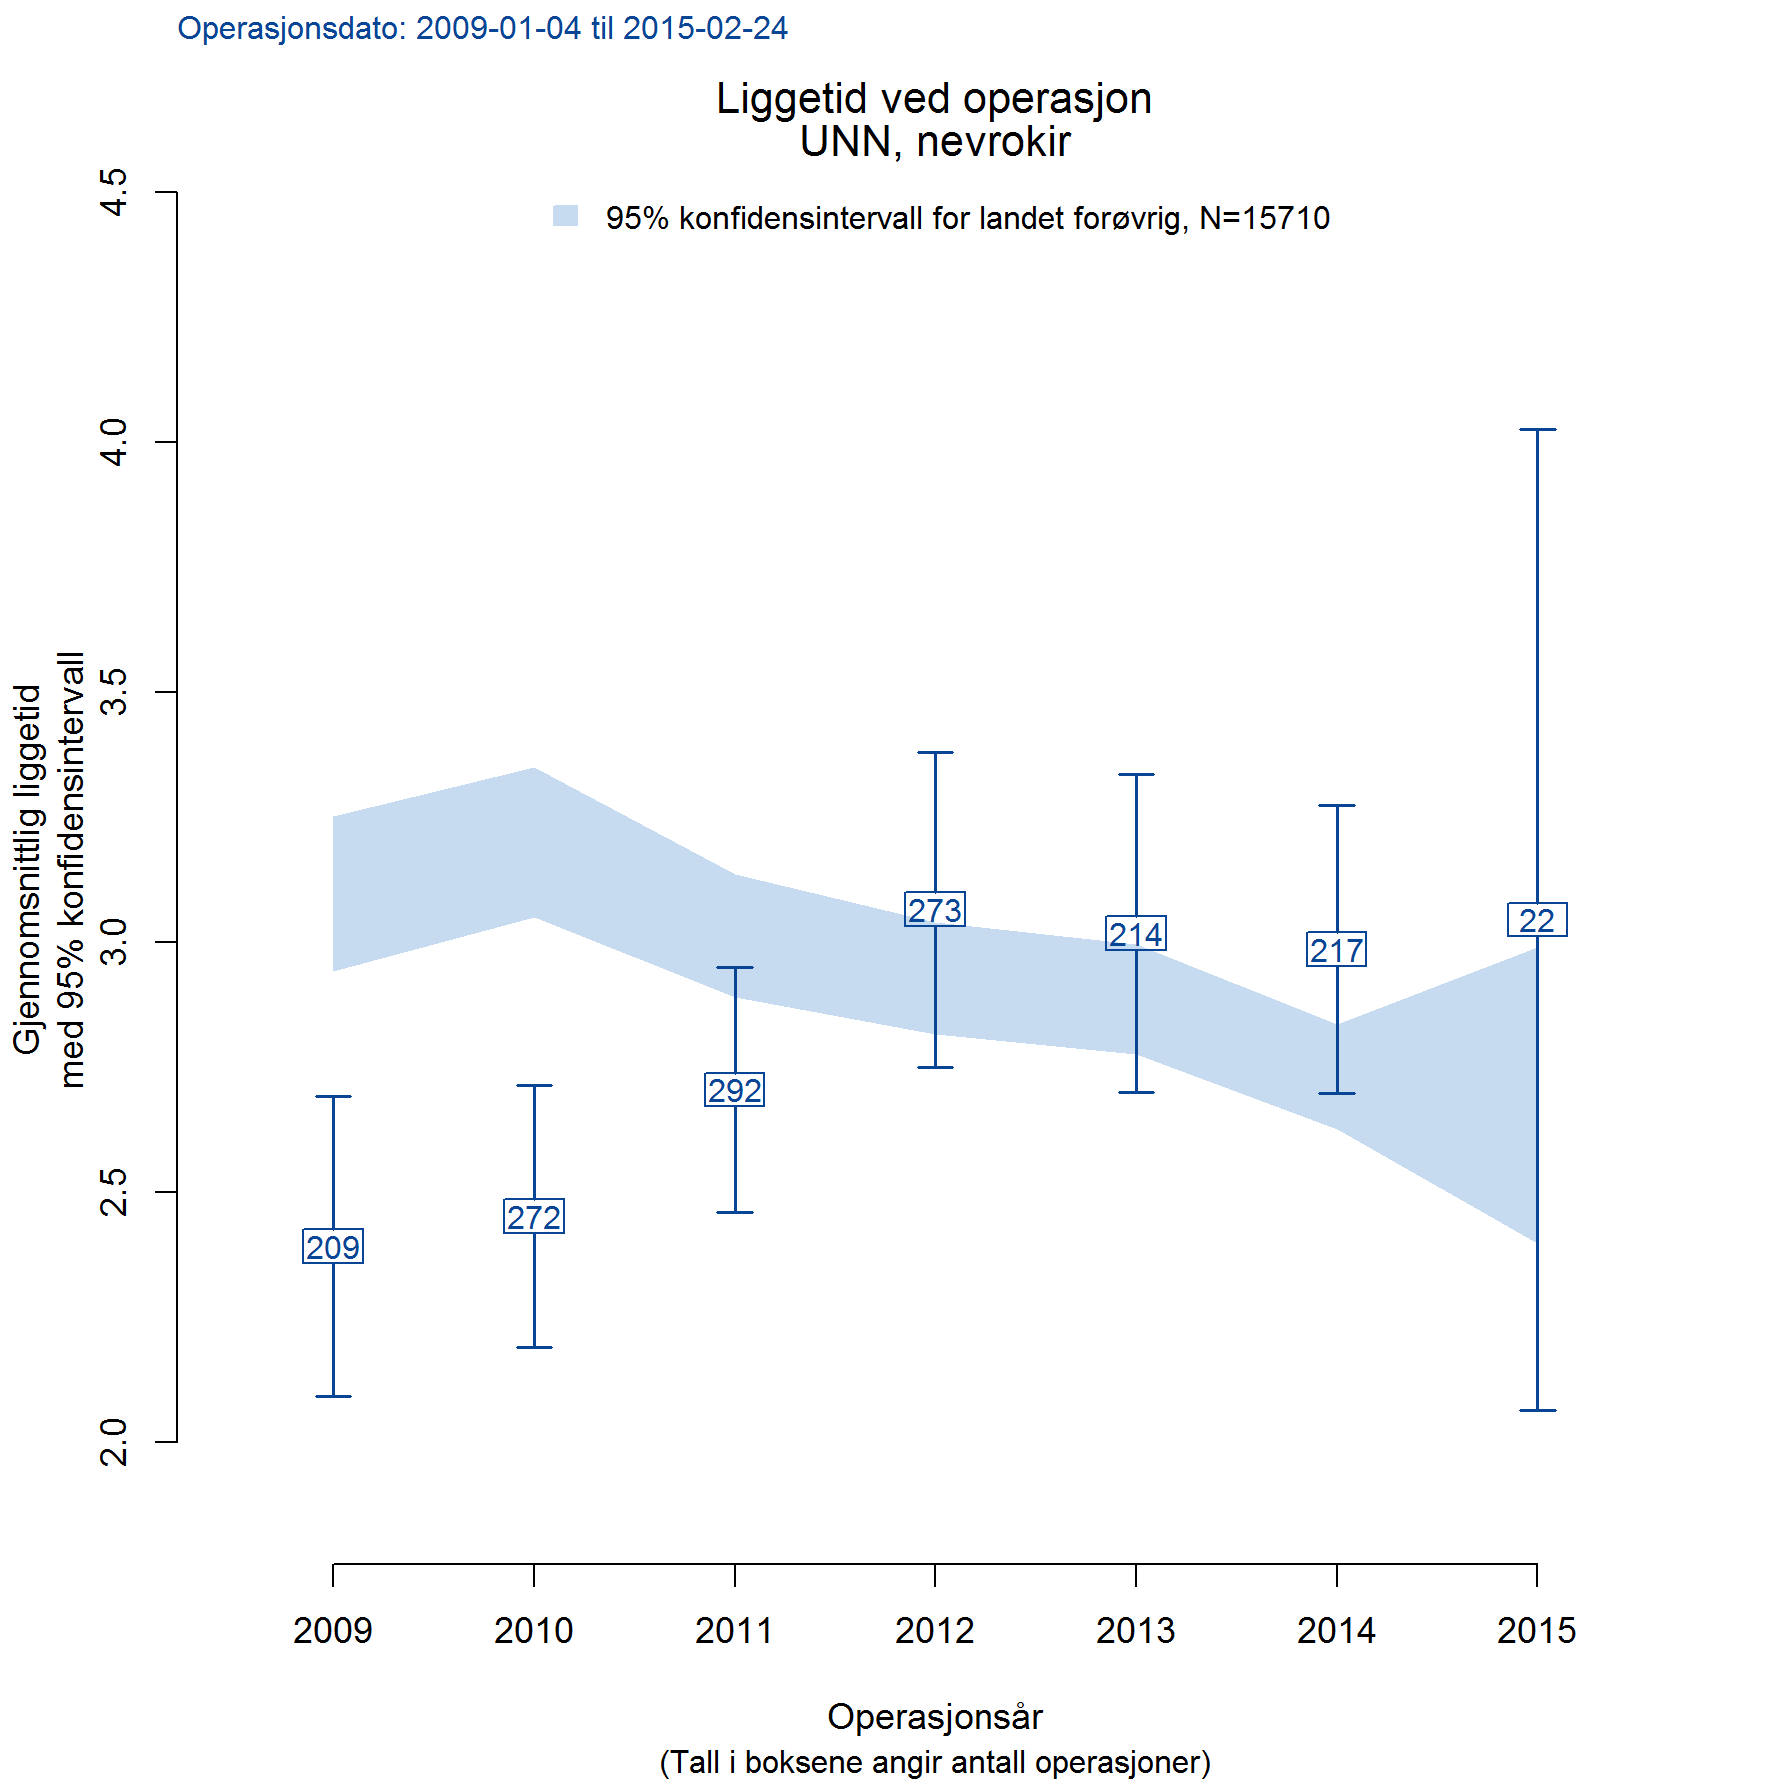 Operasjonsdato: 2009-01-04 til 2015-02-24
Liggetid ved operasjon
UNN, nevrokir
95% konfidensintervall for landet forøvrig, N=15710
4.5
4.0
3.5
3.0
2.5
2.0
Gjennomsnittlig liggetid
med 95% konfidensintervall
209
272
292
273
214
217
22
2009 2010 2011 2012 2013 2014 2015
Operasjonsår
(Tall i boksene angir antall operasjoner)